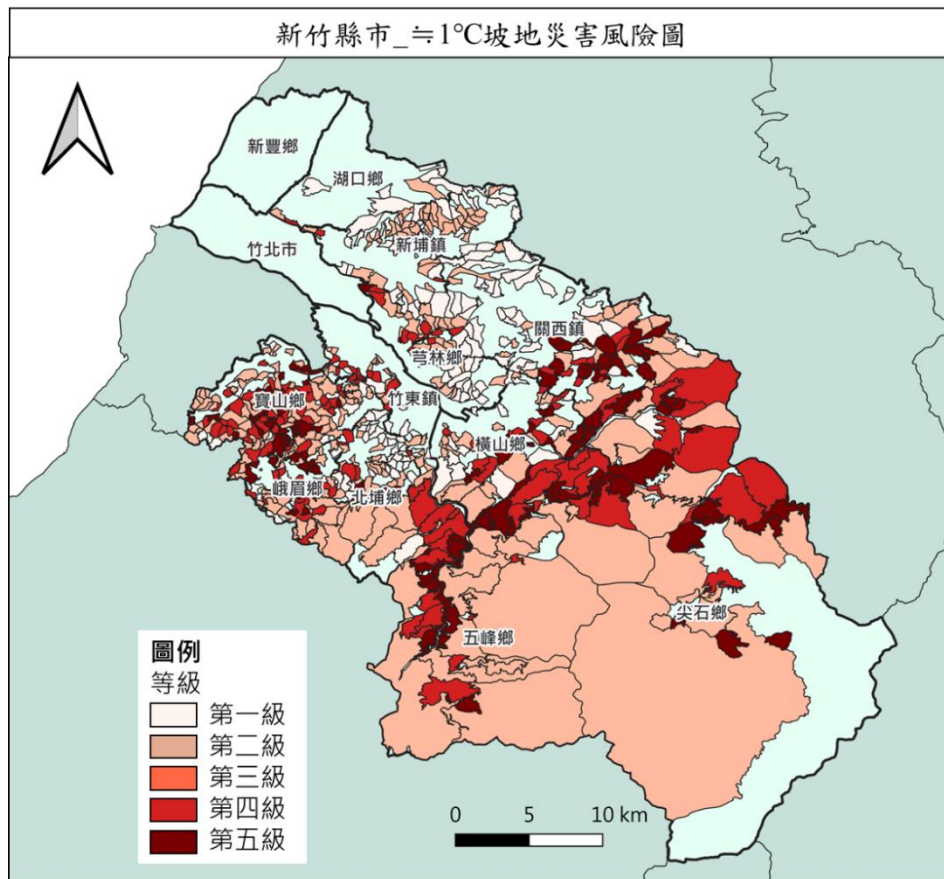 新竹縣市_≒1°C坡地災害風險圖
新豐鄉
湖口鄉
竹北市
新埔鎮
關西鎮
芎林鄉
寶山鄉
竹東鎮
橫山鄉
峨眉鄉
北埔鄉
尖石鄉
五峰鄉
圖例
等級
第一級
第二級
第三級
第四級
第五級
0 5 10 km